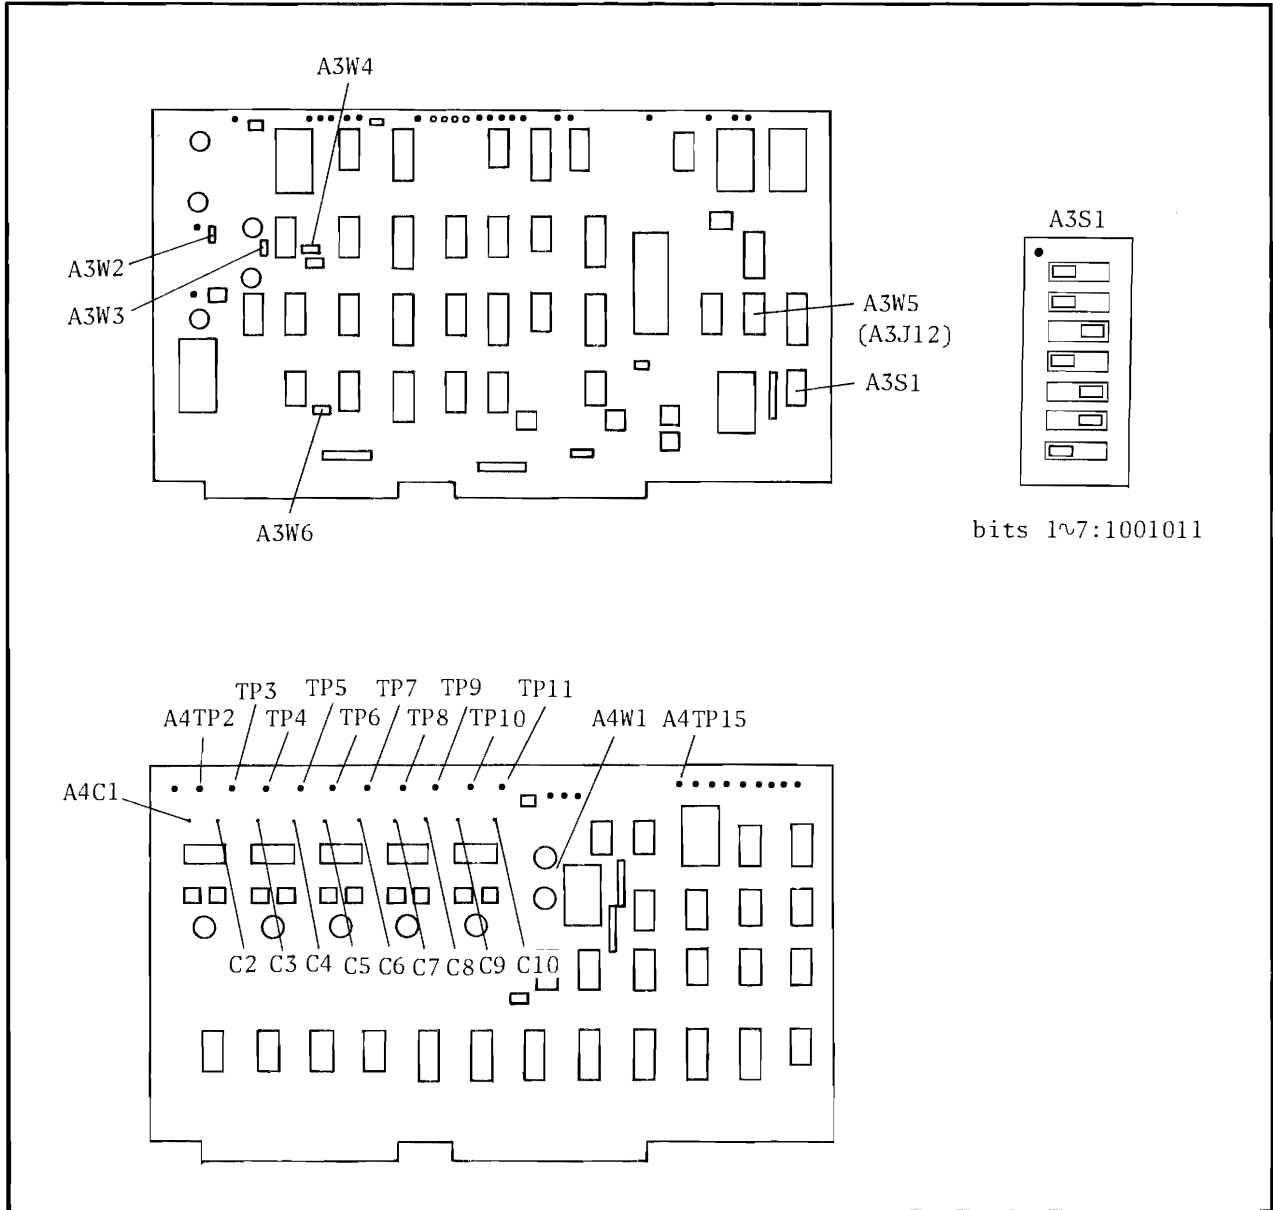 A3W4
A3W2
A3W3
A3W5
(A3J12)
A3S1
A3W6
A3S1
bits 1∿7:1001011
TP3 TP5 TP7 TP9 TP11
A4TP2 TP4 TP6 TP8 TP10 A4W1 A4TP15
A4C1
C2 C3 C4 C5 C6 C7 C8 C9 C10